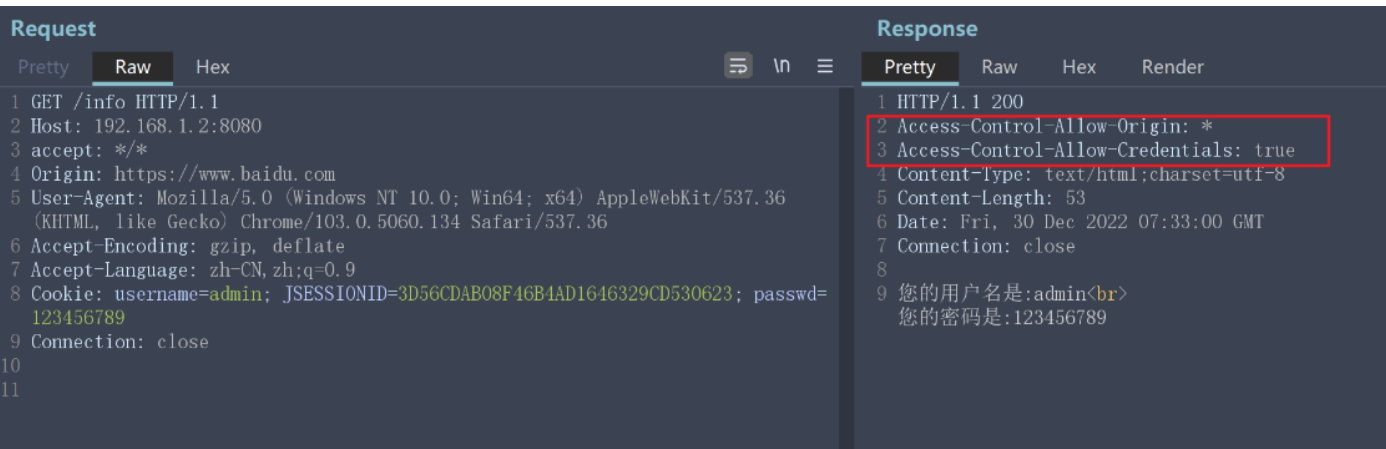 Request
Pretty Raw Hex \n
1 GET /info HTTP/1.1
2 Host: 192.168.1.2:8080
3 accept: */*
4 Origin: https://www.baidu.com
5 User-Agent: Mozilla/5.0 (Windows NT 10.0; Win64; x64) AppleWebKit/537.36
(KHTML, like Gecko) Chrome/103.0.5060.134 Safari/537.36
6 Accept-Encoding: gzip, deflate
7 Accept-Language: zh-CN,zh;q=0.9
8 Cookie: username=admin; JSESSIONID=3D56CDAB08F46B4AD1646329CD530623; passwd=
123456789
9 Connection: close
10
11
Response
Pretty Raw Hex Render
1 HTTP/1.1 200
2 Access-Control-Allow-Origin: *
3 Access-Control-Allow-Credentials: true
4 Content-Type: text/html;charset=utf-8
5 Content-Length: 53
6 Date: Fri, 30 Dec 2022 07:33:00 GMT
7 Connection: close
8
9 您的用户名是:admin<br>
您的密码是:123456789